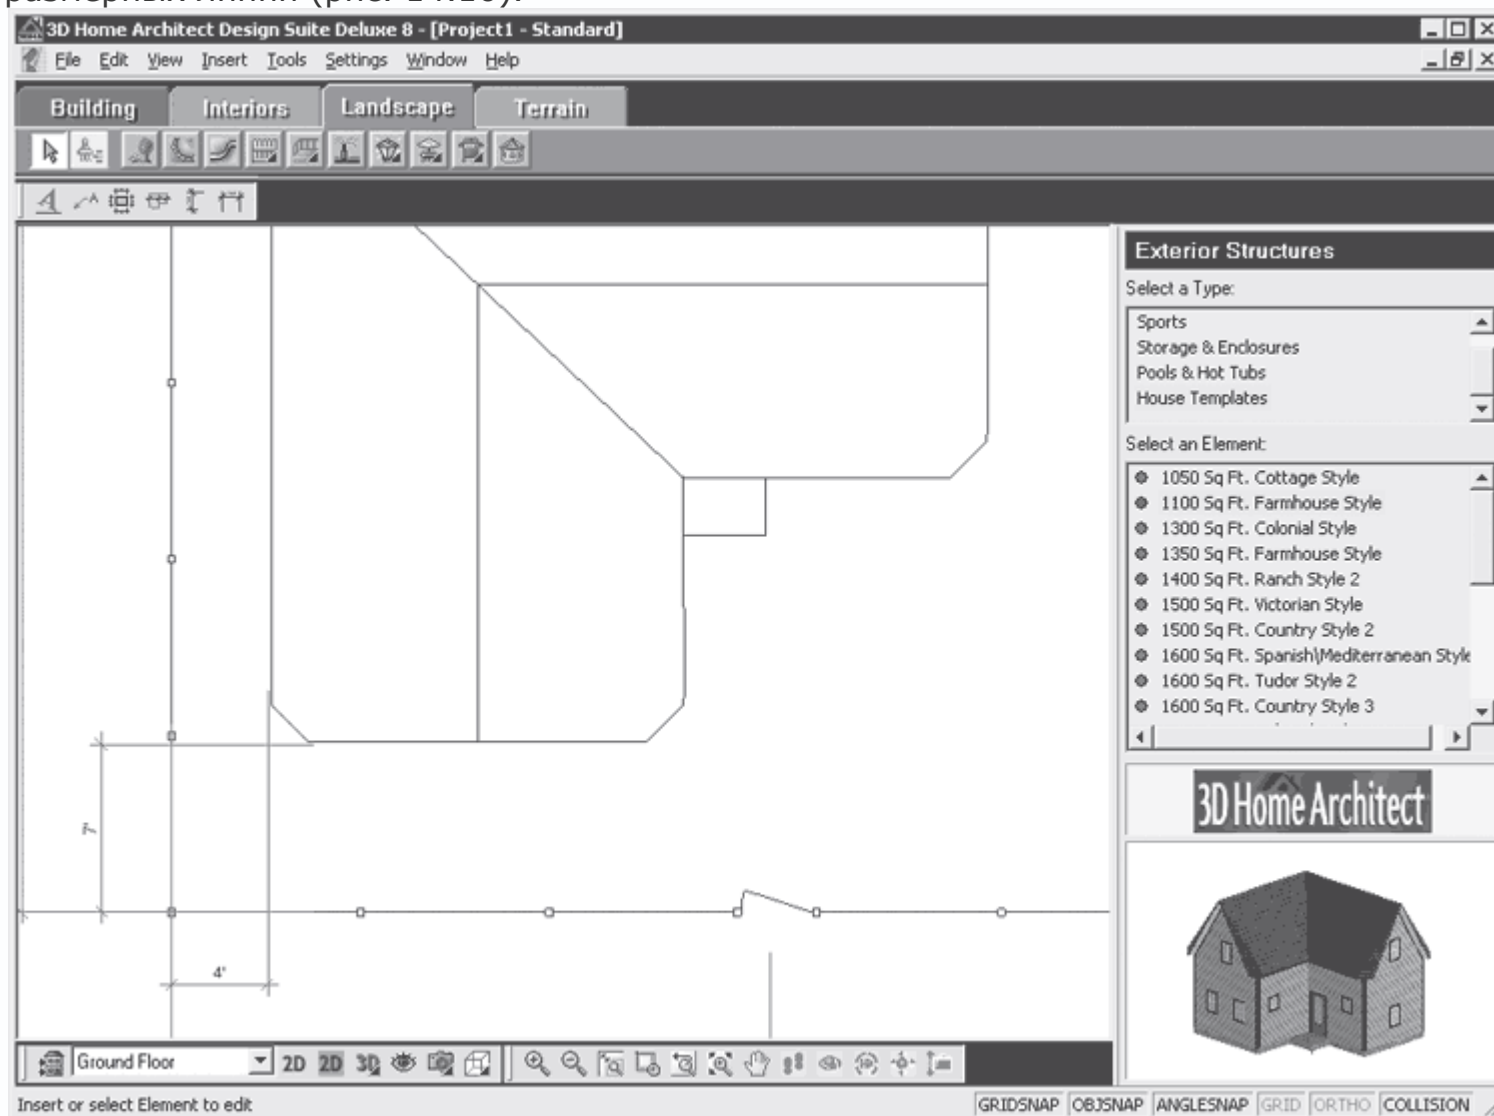 размерных линий (рис. 14.20).
3D Home Architect Design Suite Deluxe 8 - [Project1 - Standard]
File Edit View Insert Tools Settings Window Help
Building Interiors Landscape Terrain
Exterior Structures
Select a Type:
Sports
Storage & Enclosures
Pools & Hot Tubs
House Templates
Select an Element:
1050 Sq Ft. Cottage Style
1100 Sq Ft. Farmhouse Style
1300 Sq Ft. Colonial Style
1350 Sq Ft. Farmhouse Style
1400 Sq Ft. Ranch Style 2
1500 Sq Ft. Victorian Style
1500 Sq Ft. Country Style 2
1600 Sq Ft. Spanish\Mediterranean Style
1600 Sq Ft. Tudor Style 2
1600 Sq Ft. Country Style 3
3D Home Architect
7'
4'
Ground Floor 2D 2D 3D
Insert or select Element to edit
GRIDSNAP OBJSNAP ANGLESNAP GRID ORTHO COLLISION